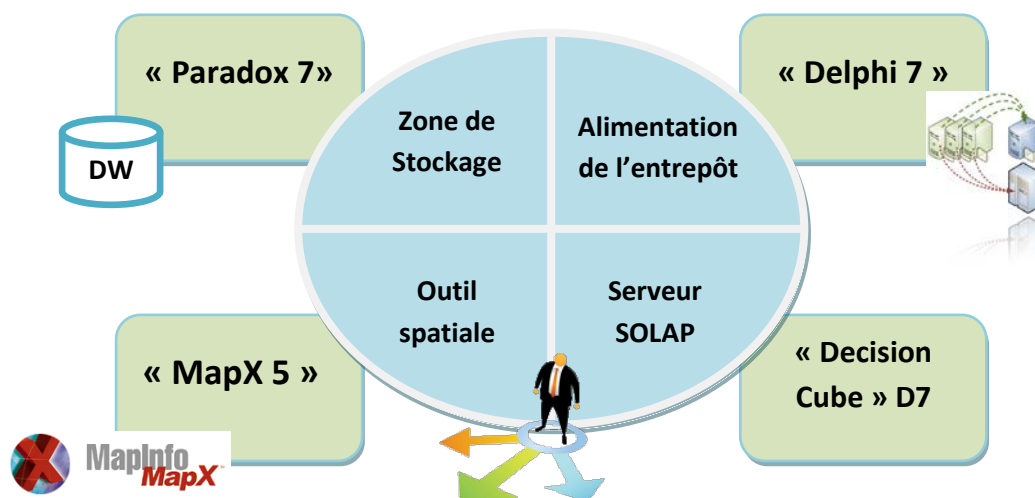 « Paradox 7»
DW
Zone de
Stockage
Alimentation
de l'entrepôt
« Delphi 7 »
Outil
spatiale
Serveur
SOLAP
« MapX 5 »
« Decision
Cube » D7
MapInfo
MapX